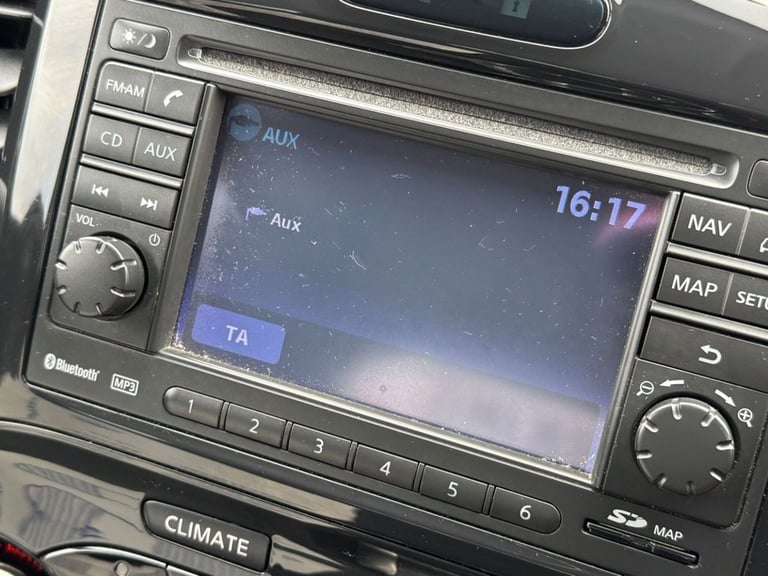 FM·AM
CD AUX
VOL
AUX
Aux
16:17
TA
NAV
MAP SETU
Bluetooth®
MP3
1 2 3 4 5 6
SD MAP
CLIMATE